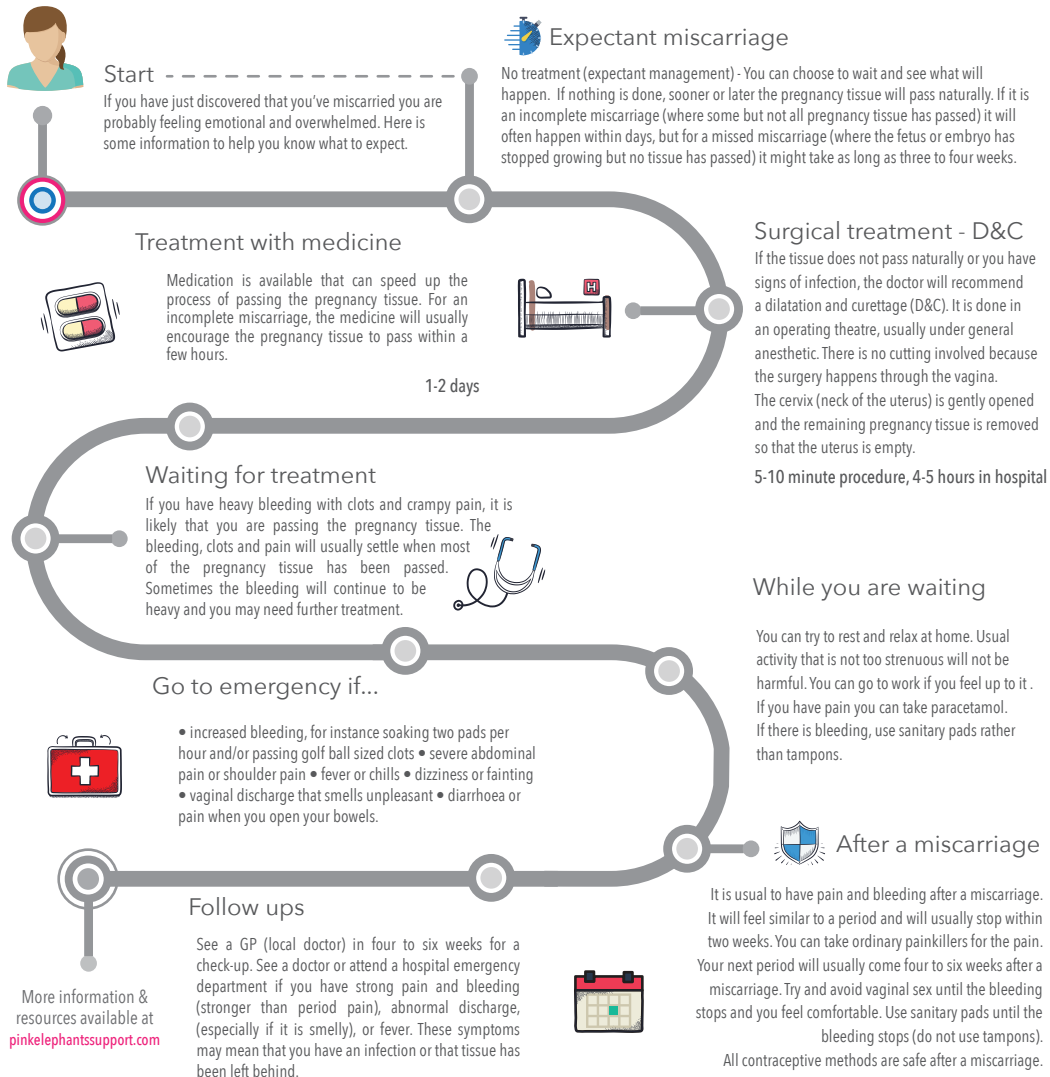 Start
If you have just discovered that you've miscarried you are
probably feeling emotional and overwhelmed. Here is
some information to help you know what to expect.
Expectant miscarriage
No treatment (expectant management) - You can choose to wait and see what will
happen. If nothing is done, sooner or later the pregnancy tissue will pass naturally. If it is
an incomplete miscarriage (where some but not all pregnancy tissue has passed) it will
often happen within days, but for a missed miscarriage (where the fetus or embryo has
stopped growing but no tissue has passed) it might take as long as three to four weeks.
Surgical treatment - D&C
If the tissue does not pass naturally or you have
signs of infection, the doctor will recommend
a dilatation and curettage (D&C). It is done in
an operating theatre, usually under general
anesthetic. There is no cutting involved because
the surgery happens through the vagina.
The cervix (neck of the uterus) is gently opened
and the remaining pregnancy tissue is removed
so that the uterus is empty.
5-10 minute procedure, 4-5 hours in hospital
H
Treatment with medicine
Medication is available that can speed up the
process of passing the pregnancy tissue. For an
incomplete miscarriage, the medicine will usually
encourage the pregnancy tissue to pass within a
few hours.
1-2 days
Waiting for treatment
If you have heavy bleeding with clots and crampy pain, it is
likely that you are passing the pregnancy tissue. The
bleeding, clots and pain will usually settle when most
of the pregnancy tissue has been passed.
Sometimes the bleeding will continue to be
heavy and you may need further treatment.
Go to emergency if...
• increased bleeding, for instance soaking two pads per
hour and/or passing golf ball sized clots • severe abdominal
pain or shoulder pain • fever or chills • dizziness or fainting
• vaginal discharge that smells unpleasant • diarrhoea or
pain when you open your bowels.
While you are waiting
You can try to rest and relax at home. Usual
activity that is not too strenuous will not be
harmful. You can go to work if you feel up to it .
If you have pain you can take paracetamol.
If there is bleeding, use sanitary pads rather
than tampons.
After a miscarriage
It is usual to have pain and bleeding after a miscarriage.
It will feel similar to a period and will usually stop within
two weeks. You can take ordinary painkillers for the pain.
Your next period will usually come four to six weeks after a
miscarriage. Try and avoid vaginal sex until the bleeding
stops and you feel comfortable. Use sanitary pads until the
bleeding stops (do not use tampons).
All contraceptive methods are safe after a miscarriage.
Follow ups
See a GP (local doctor) in four to six weeks for a
check-up. See a doctor or attend a hospital emergency
department if you have strong pain and bleeding
(stronger than period pain), abnormal discharge,
(especially if it is smelly), or fever. These symptoms
may mean that you have an infection or that tissue has
been left behind.
More information &
resources available at
pinkelephantssupport.com